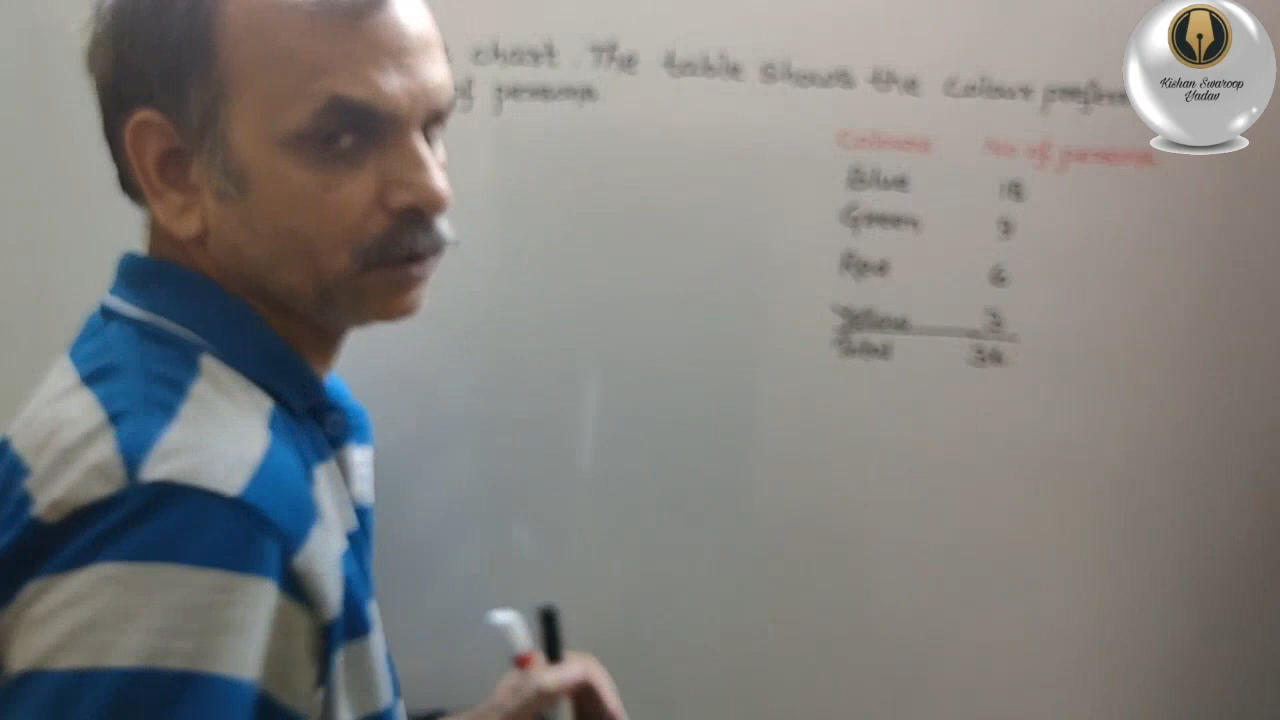 chart. The table shows the Colour
of persons
Colours No of persons
Blue 18
Green 9
Red 6
Yellow 3
Total 36
Kishan Swaroop
Yadav